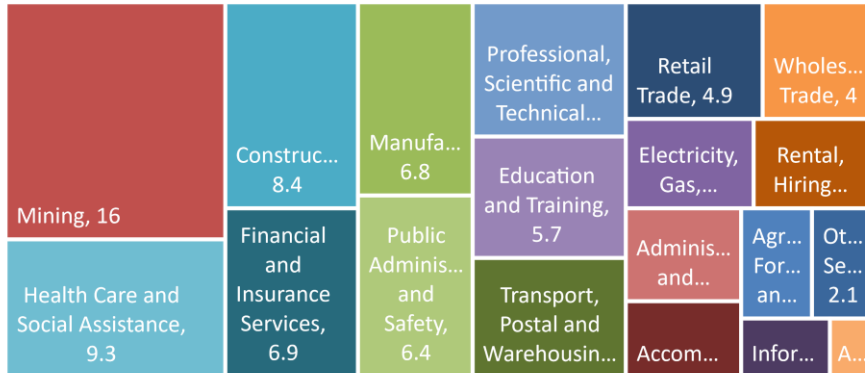 Mining, 16
Health Care and
Social Assistance,
9.3
Construc...
8.4
Financial
and
Insurance
Services,
6.9
Manufa...
6.8
Public
Adminis...
and
Safety,
6.4
Professional,
Scientific and
Technical...
Education
and Training,
5.7
Transport,
Postal and
Warehousin...
Retail
Trade, 4.9
Wholes...
Trade, 4
Electricity,
Gas,...
Rental,
Hiring...
Adminis...
and...
Accom...
Agr...
For...
an...
Ot...
Se...
2.1
Infor...
A...